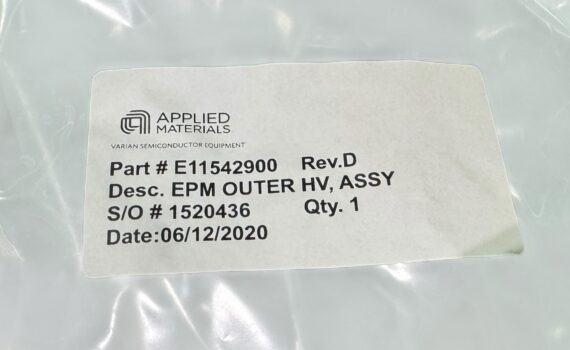 APPLIED
MATERIALS.
VARIAN SEMICONDUCTOR EQUIPMENT
Part # E11542900 Rev.D
Desc. EPM OUTER HV, ASSY
S/O # 1520436 Qty. 1
Date:06/12/2020